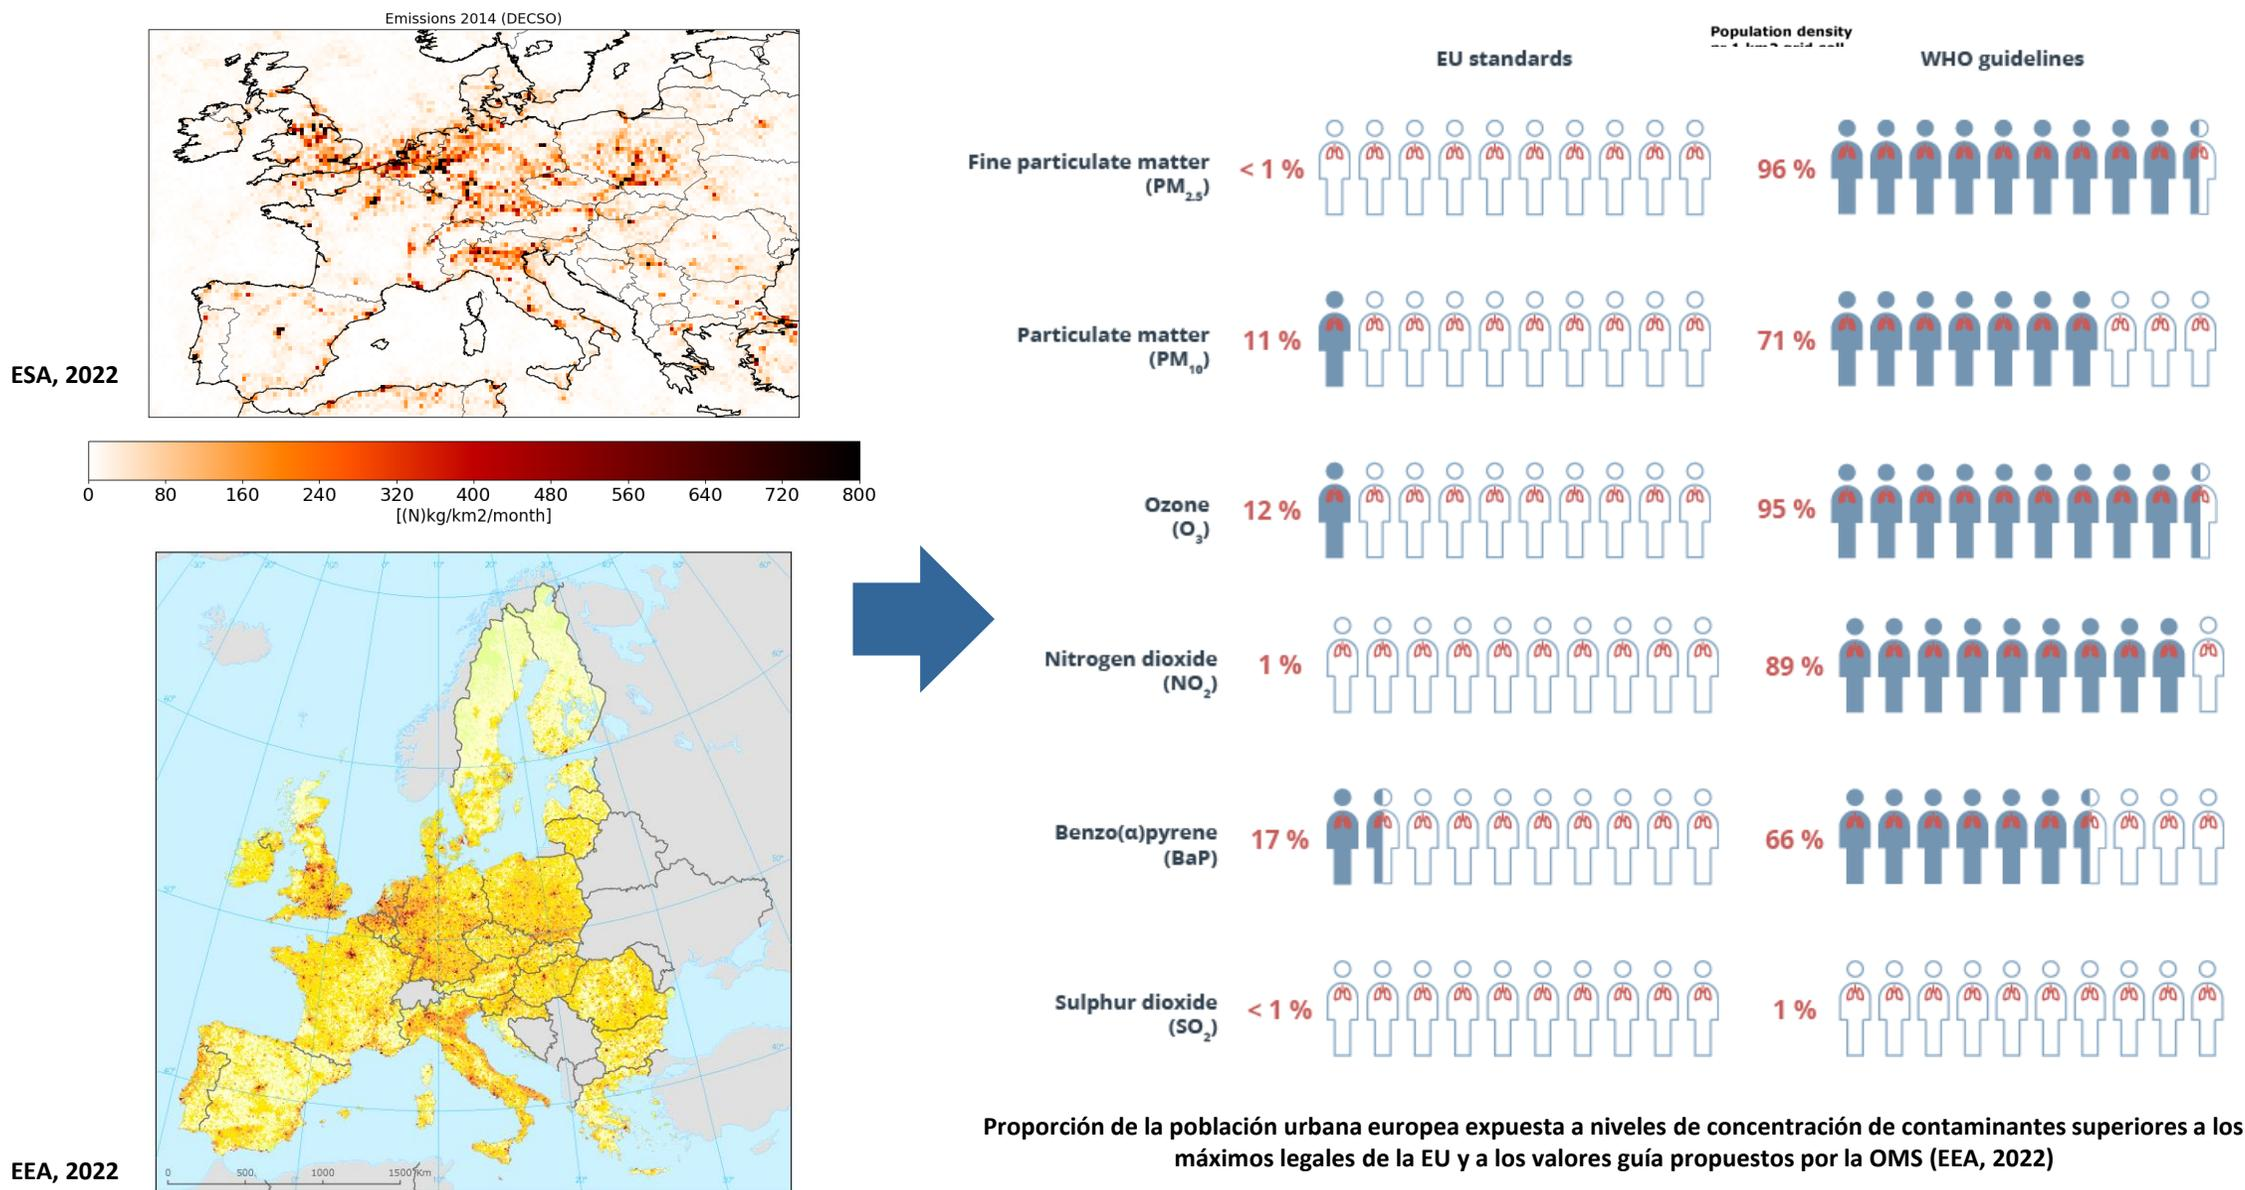 Emissions 2014 (DECSO)
ESA, 2022
0 80 160 240 320 400 480 560 640 720 800
[(N)kg/km2/month]
0 500 1000 1500 Km
EEA, 2022
Population density
EU standards
WHO guidelines
Fine particulate matter
(PM2.5)
< 1 %
96 %
Particulate matter
(PM10)
11 %
71 %
Ozone
(O3)
12 %
95 %
Nitrogen dioxide
(NO2)
1 %
89 %
Benzo(α)pyrene
(BaP)
17 %
66 %
Sulphur dioxide
(SO2)
< 1 %
1 %
Proporción de la población urbana europea expuesta a niveles de concentración de contaminantes superiores a los
máximos legales de la EU y a los valores guía propuestos por la OMS (EEA, 2022)